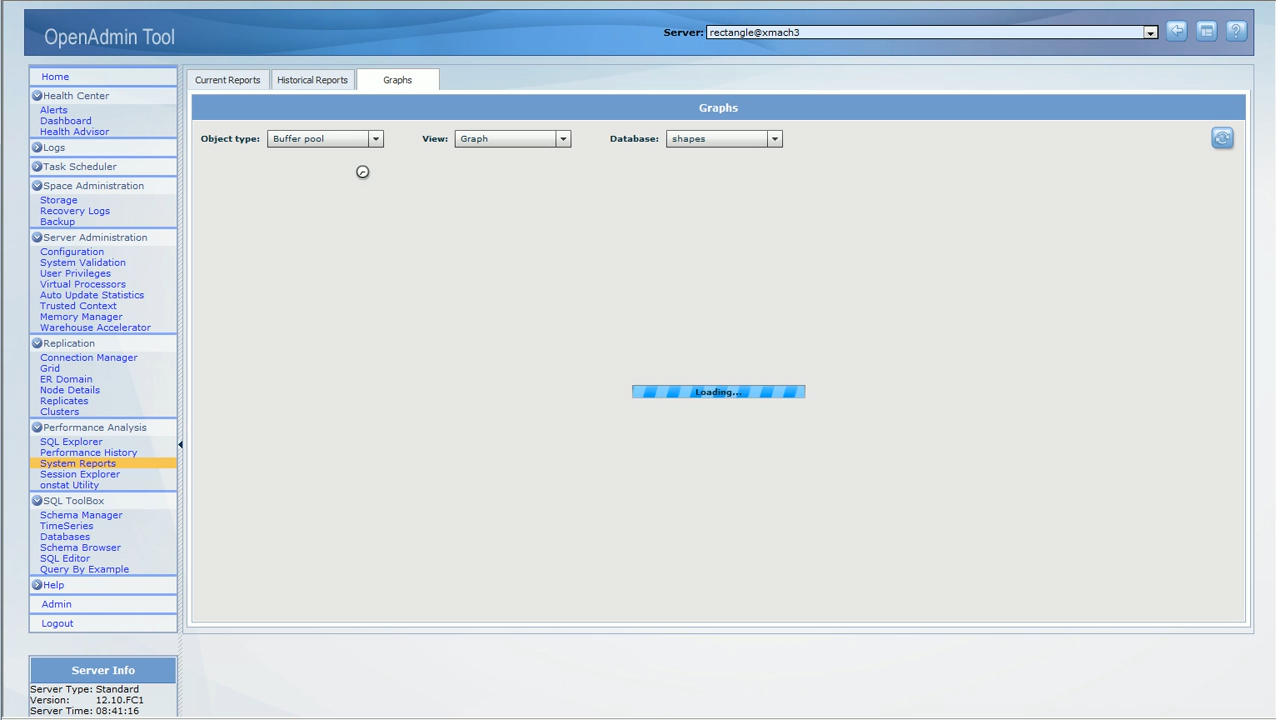 OpenAdmin Tool
Server: rectangle@xmach3
Home
Health Center
Alerts
Dashboard
Health Advisor
Logs
Task Scheduler
Space Administration
Storage
Recovery Logs
Backup
Server Administration
Configuration
System Validation
User Privileges
Virtual Processors
Auto Update Statistics
Trusted Context
Memory Manager
Warehouse Accelerator
Replication
Connection Manager
Grid
ER Domain
Node Details
Replicates
Clusters
Performance Analysis
SQL Explorer
Performance History
System Reports
Session Explorer
onstat Utility
SQL ToolBox
Schema Manager
TimeSeries
Databases
Schema Browser
SQL Editor
Query By Example
Help
Admin
Logout
Server Info
Server Type: Standard
Version: 12.10.FC1
Server Time: 08:41:16
Current Reports Historical Reports Graphs
Graphs
Object type: Buffer pool View: Graph Database: shapes
Loading...